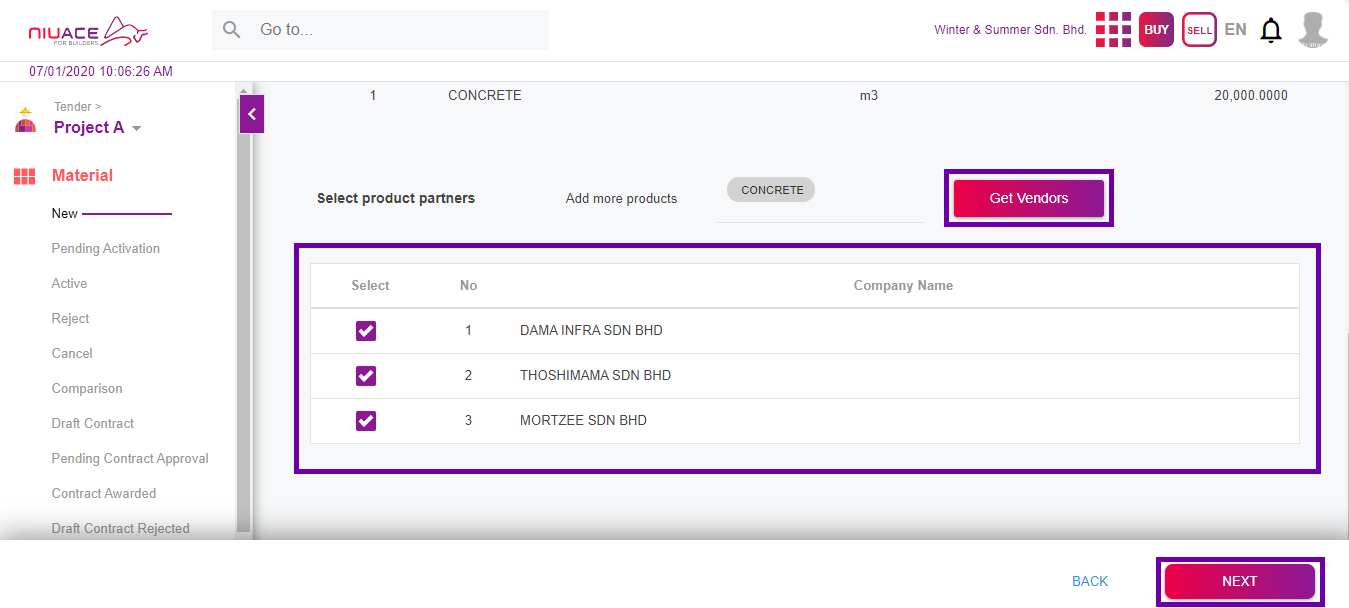 NIUACE
FOR BUILDERS
Go to...
Winter & Summer Sdn. Bhd.
BUY
SELL
EN
07/01/2020 10:06:26 AM
Tender >
Project A
Material
New
Pending Activation
Active
Reject
Cancel
Comparison
Draft Contract
Pending Contract Approval
Contract Awarded
Draft Contract Rejected
1 CONCRETE m3 20,000.0000
Select product partners Add more products CONCRETE Get Vendors
Select No Company Name
1 DAMA INFRA SDN BHD
2 THOSHIMAMA SDN BHD
3 MORTZEE SDN BHD
BACK NEXT